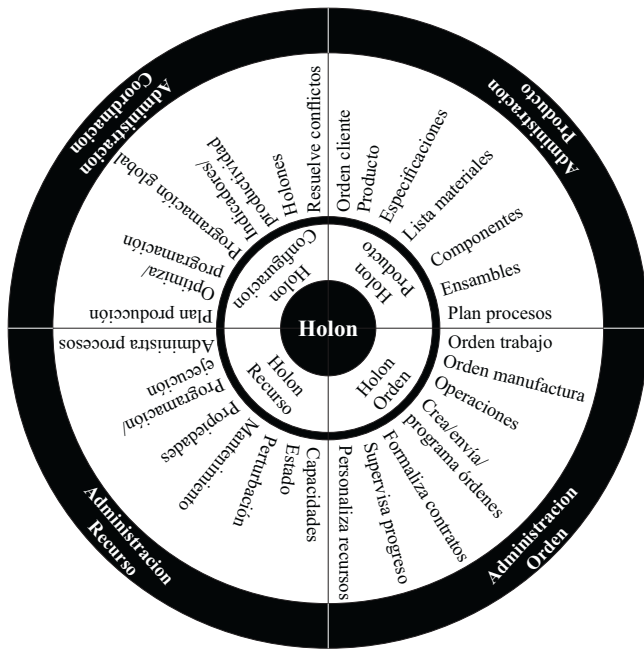 Administracion
Coordinacion
Administracion
Producto
Administracion
Orden
Administracion
Recurso
Holon
Holon
Configuracion
Holon
Producto
Holon
Orden
Holon
Recurso
Orden cliente
Producto
Especificaciones
Lista materiales
Componentes
Ensambles
Plan procesos
Orden trabajo
Orden manufactura
Operaciones
Crea/envía/
programa órdenes
Formaliza contratos
Supervisa progreso
Personaliza recursos
Capacidades
Estado
Perturbación
Mantenimiento
Propiedades
Programación/
ejecución
Administra procesos
Plan producción
Optimiza/
programación
Programación global
Indicadores/
productividad
Holones
Resuelve conflictos